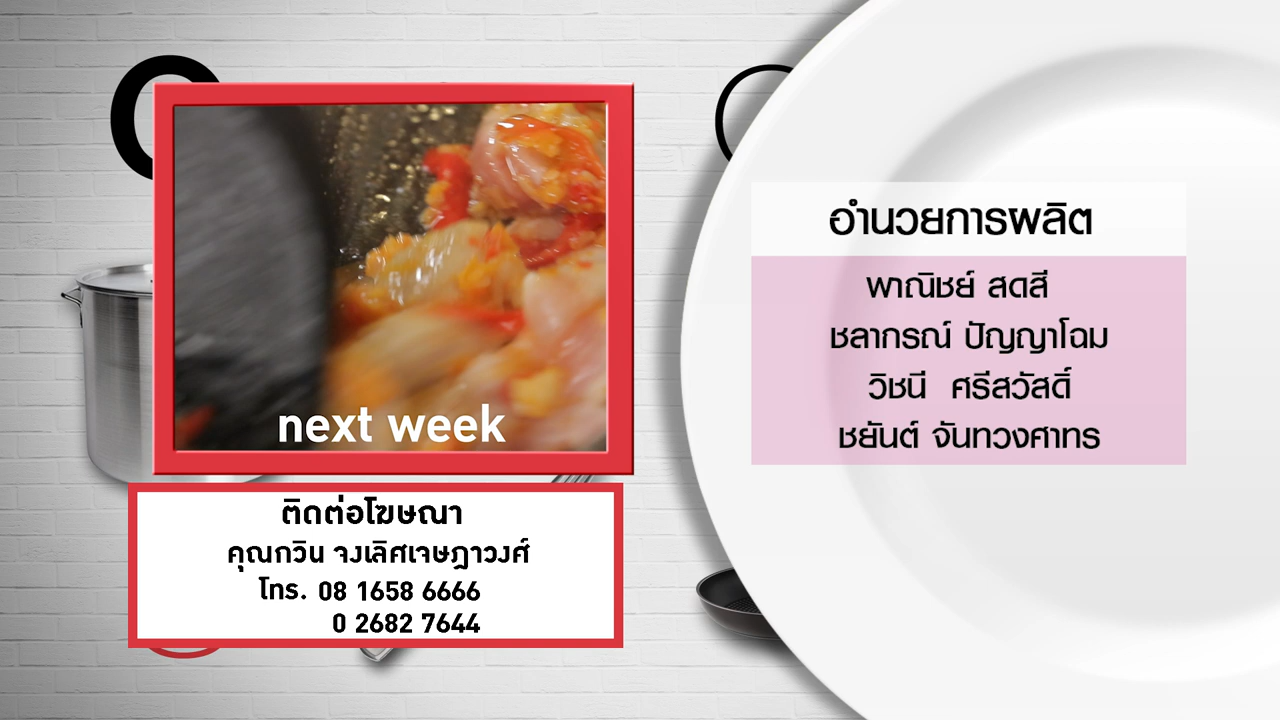 next week
ติดต่อโฆษณา
คุณกวิน จงเลิศเจษฎาวงศ์
โทร. 08 1658 6666
0 2682 7644
อำนวยการผลิต
พาณิชย์ สดสี
ชลากรณ์ ปัญญาโฉม
วิชนี ศรีสวัสดิ์
ชยันต์ จันทวงศาทร